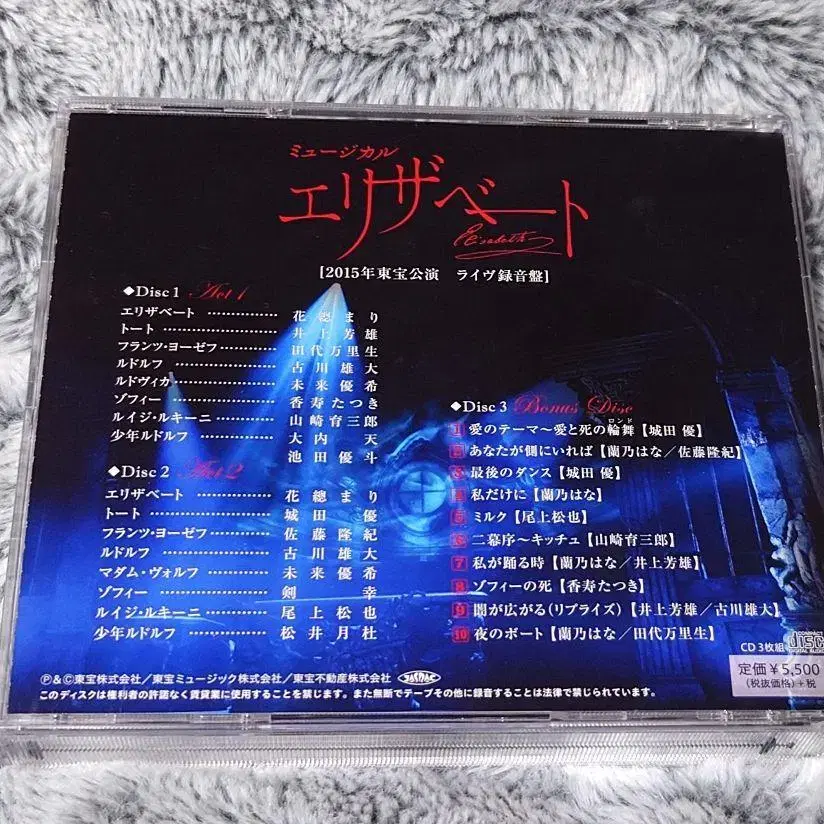 ミュージカル
エリザベート
Elisabeth
[2015年東宝公演 ライヴ録音盤]
◆Disc 1 Act 1
エリザベート ………… 花總まり
トート ………… 井上芳雄
フランツ・ヨーゼフ ………… 田代万里生
ルドルフ ………… 古川雄大
ルドヴィカ ………… 未来優希
ゾフィー ………… 香寿たつき
ルイジ・ルキーニ ………… 山崎育三郎
少年ルドルフ ………… 大内天
池田優斗
◆Disc 2 Act 2
エリザベート ………… 花總まり
トート ………… 城田優
フランツ・ヨーゼフ ………… 佐藤隆紀
ルドルフ ………… 古川雄大
マダム・ヴォルフ ………… 未来優希
ゾフィー ………… 剣幸
ルイジ・ルキーニ ………… 尾上松也
少年ルドルフ ………… 松井月杜
◆Disc 3 Bonus Disc
ロンド
1 愛のテーマ～愛と死の輪舞【城田 優】
2 あなたが側にいれば【蘭乃はな／佐藤隆紀】
3 最後のダンス【城田 優】
4 私だけに【蘭乃はな】
5 ミルク【尾上松也】
6 二幕序～キッチュ【山崎育三郎】
7 私が踊る時【蘭乃はな／井上芳雄】
8 ゾフィーの死【香寿たつき】
9 闇が広がる(リプライズ)【井上芳雄／古川雄大】
10 夜のボート【蘭乃はな／田代万里生】
CD 3枚組
COMPACT
disc
DIGITAL AUDIO
定価￥5,500
(税抜価格)+税
Ⓟ&Ⓒ東宝株式会社／東宝ミュージック株式会社／東宝不動産株式会社
JASRAC
このディスクは権利者の許諾なく賃貸業に使用することを禁じます。また無断でテープその他に録音することは法律で禁じられています。